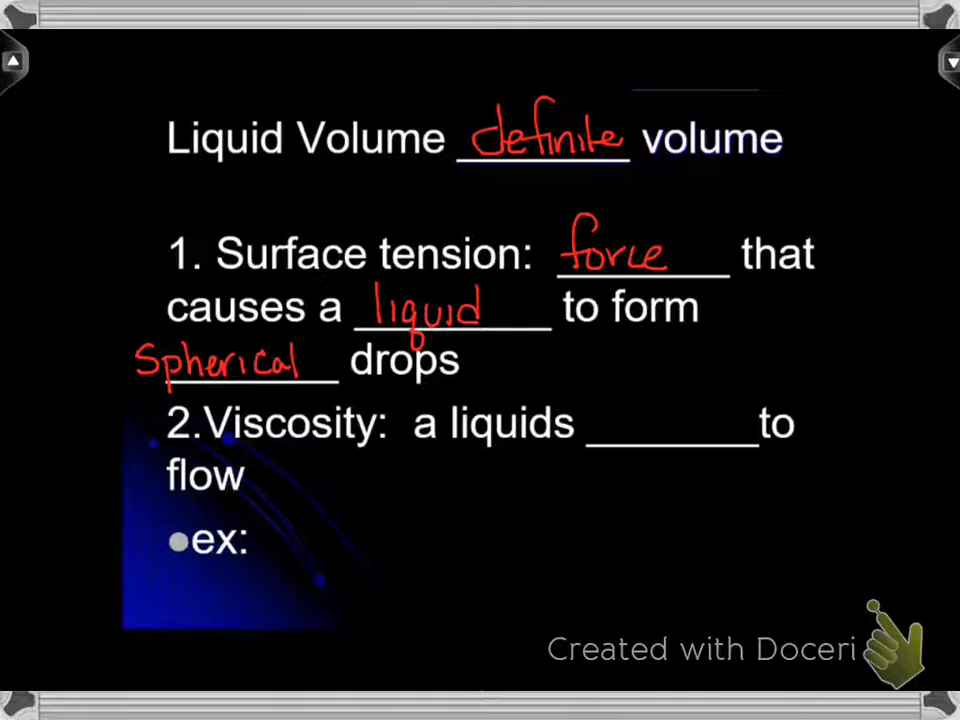 Liquid Volume definite volume
1. Surface tension: force that
causes a liquid to form
Spherical drops
2.Viscosity: a liquids ________to
flow
●ex:
Created with Doceri